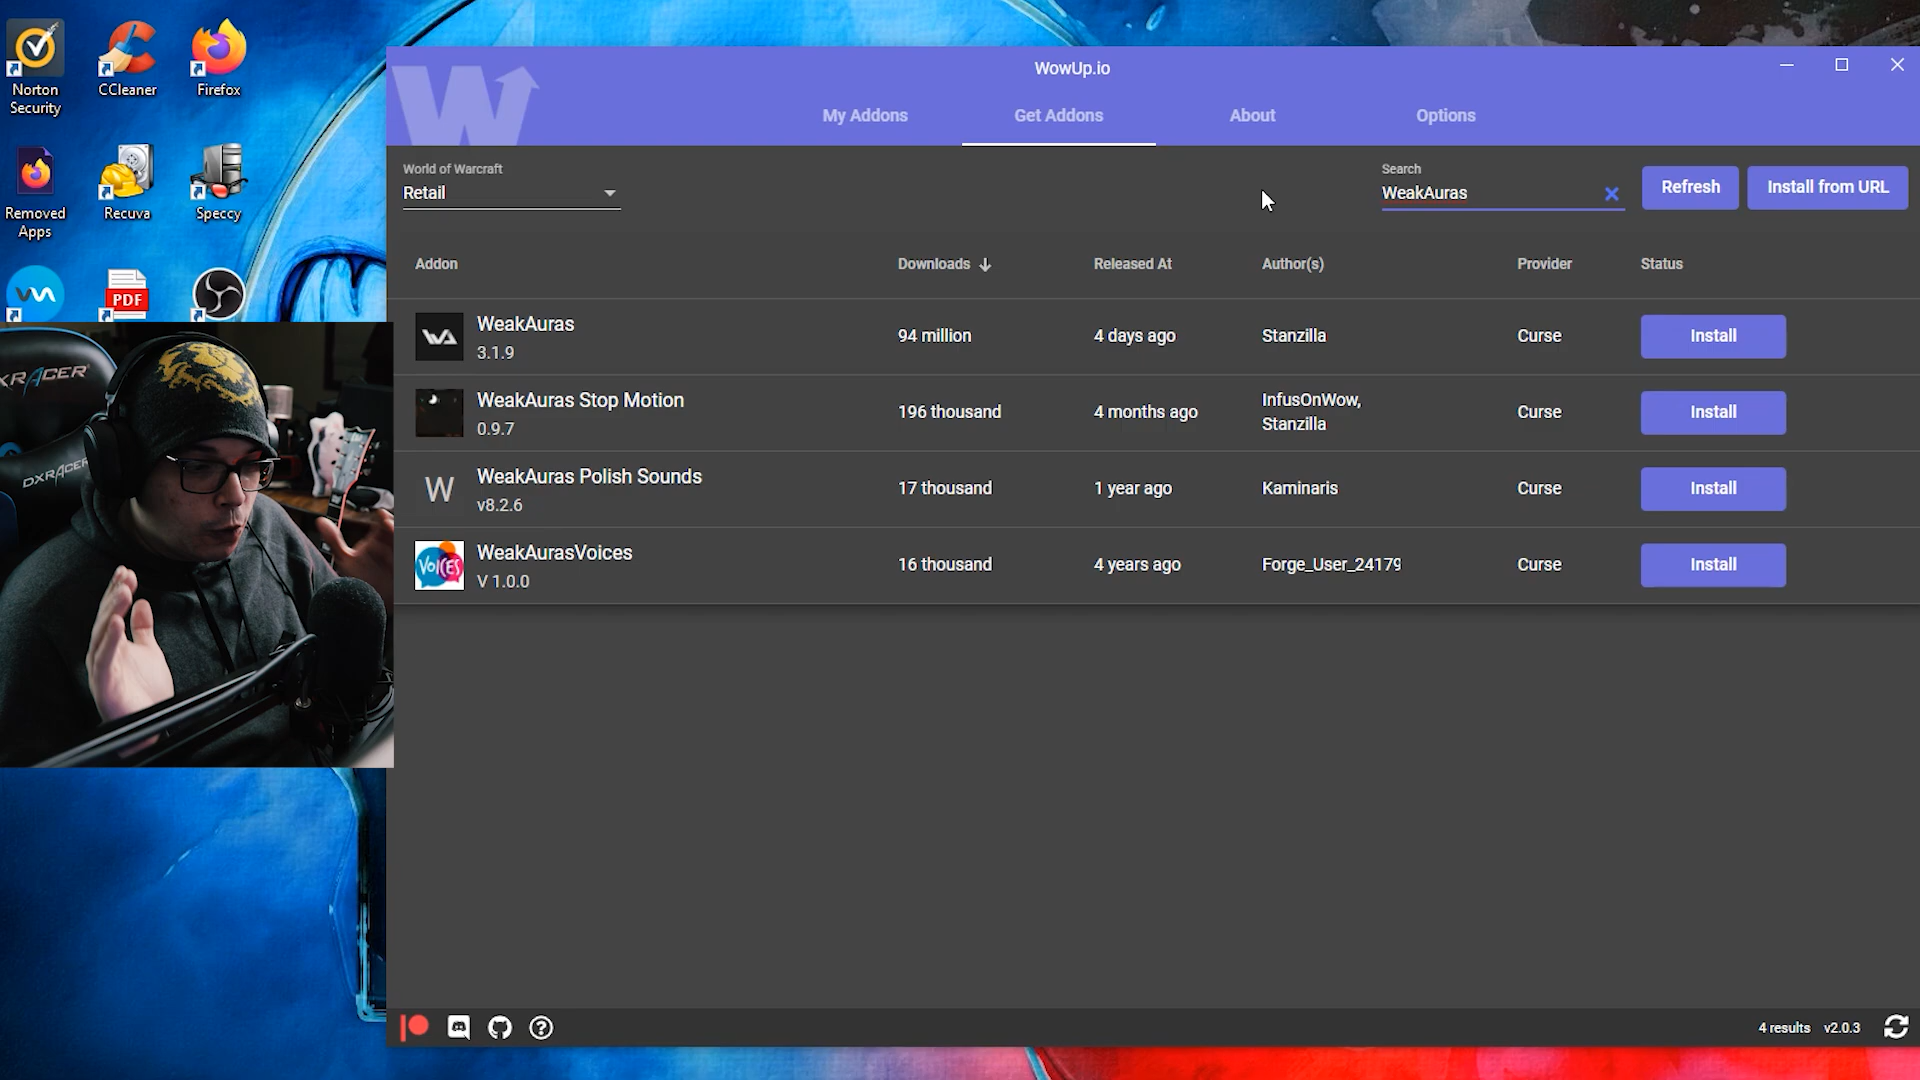 Norton
Security
CCleaner
Firefox
Removed
Apps
Recuva
Speccy
PDF
DXRACER
WowUp.io
My Addons
Get Addons
About
Options
World of Warcraft
Retail
Search
WeakAuras
Refresh
Install from URL
Addon
Downloads
Released At
Author(s)
Provider
Status
WeakAuras
3.1.9
94 million
4 days ago
Stanzilla
Curse
Install
WeakAuras Stop Motion
0.9.7
196 thousand
4 months ago
InfusOnWow,
Stanzilla
Curse
Install
W
WeakAuras Polish Sounds
v8.2.6
17 thousand
1 year ago
Kaminaris
Curse
Install
VOICES
WeakAurasVoices
V 1.0.0
16 thousand
4 years ago
Forge_User_24179
Curse
Install
4 results
v2.0.3